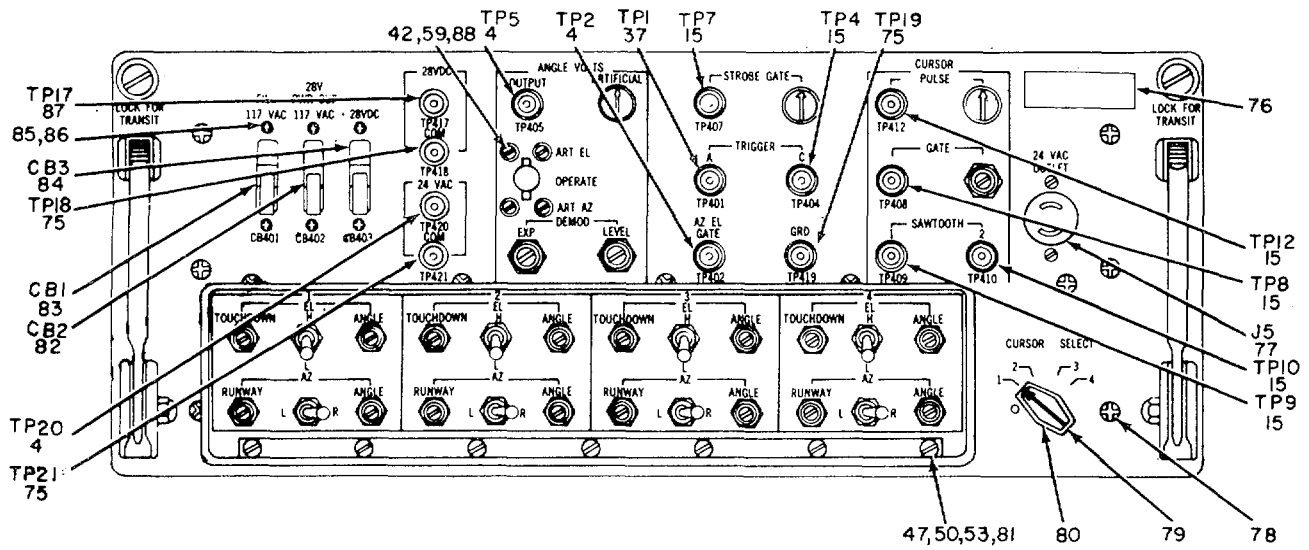 TP5 TP2 TP1 TP7 TP4 TP19
42,59,88 4 4 37 15 15 75
TP17
87
85,86
CB3
84
TP18
75
CB1
83
CB2
82
TP20
4
TP21
75
LOCK FOR
TRANSIT
28V
117 VAC 117 VAC 28VDC
CB401 CB402 CB403
28VDC
TP417
COM
TP418
24 VAC
TP420
COM
TP421
ANGLE VOLTS
OUTPUT ARTIFICIAL
TP405
ART EL
OPERATE
ART AZ
DEMOD
EXP LEVEL
STROBE GATE
TP407
TRIGGER
A C
TP401 TP404
AZ EL
GATE GRD
TP402 TP419
CURSOR
PULSE
TP412
GATE
TP408
SAWTOOTH
2
TP409 TP410
LOCK FOR
TRANSIT
24 VAC
OUTLET
76
TP12
15
TP8
15
J5
77
TP10
15
TP9
15
1 2 3 4
EL EL EL EL
TOUCHDOWN H ANGLE TOUCHDOWN H ANGLE TOUCHDOWN H ANGLE TOUCHDOWN H ANGLE
L L L L
AZ AZ AZ AZ
RUNWAY ANGLE RUNWAY ANGLE RUNWAY ANGLE RUNWAY ANGLE
L R L R L R L R
CURSOR SELECT
1 2 3 4
47,50,53,81 80 79 78